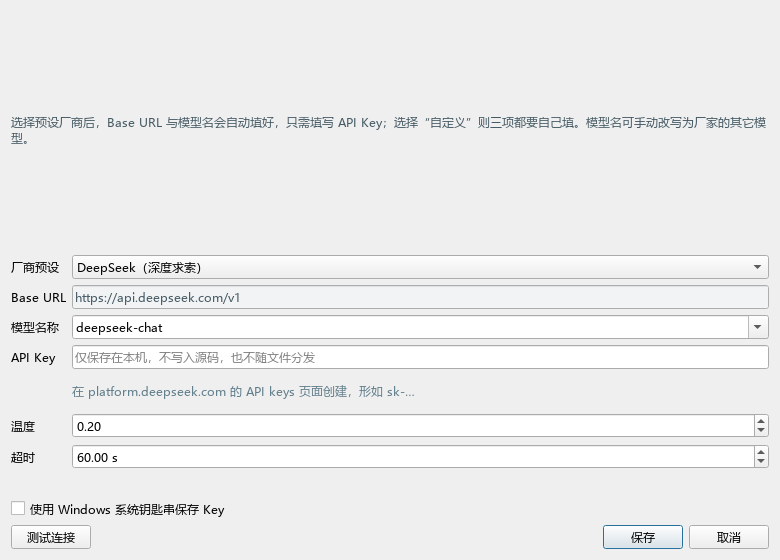 选择预设厂商后，Base URL 与模型名会自动填好，只需填写 API Key；选择“自定义”则三项都要自己填。模型名可手动改写为厂家的其它模
型。
厂商预设 DeepSeek（深度求索）
Base URL https://api.deepseek.com/v1
模型名称 deepseek-chat
API Key 仅保存在本机，不写入源码，也不随文件分发
在 platform.deepseek.com 的 API keys 页面创建，形如 sk-...
温度 0.20
超时 60.00 s
使用 Windows 系统钥匙串保存 Key
测试连接 保存 取消